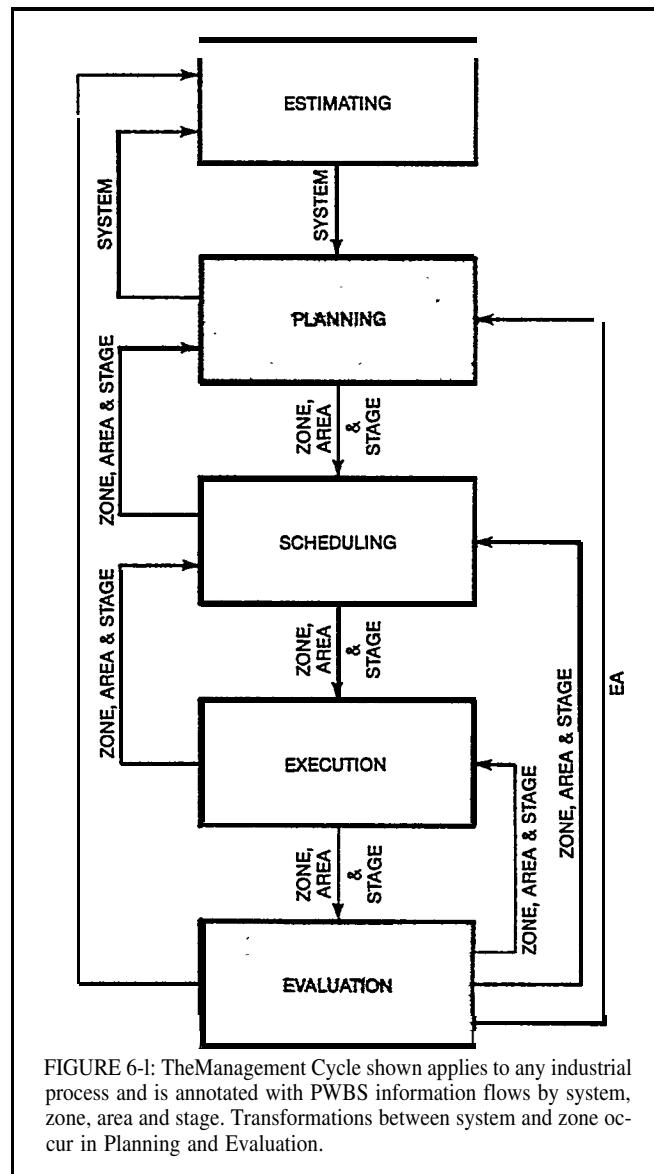 ESTIMATING
SYSTEM
SYSTEM
PLANNING
ZONE, AREA & STAGE
ZONE,
AREA
&
STAGE
SCHEDULING
ZONE, AREA & STAGE
ZONE,
AREA
&
STAGE
EXECUTION
ZONE, AREA & STAGE
ZONE, AREA & STAGE
EA
ZONE,
AREA
&
STAGE
EVALUATION
FIGURE 6-l: TheManagement Cycle shown applies to any industrial
process and is annotated with PWBS information flows by system,
zone, area and stage. Transformations between system and zone oc-
cur in Planning and Evaluation.